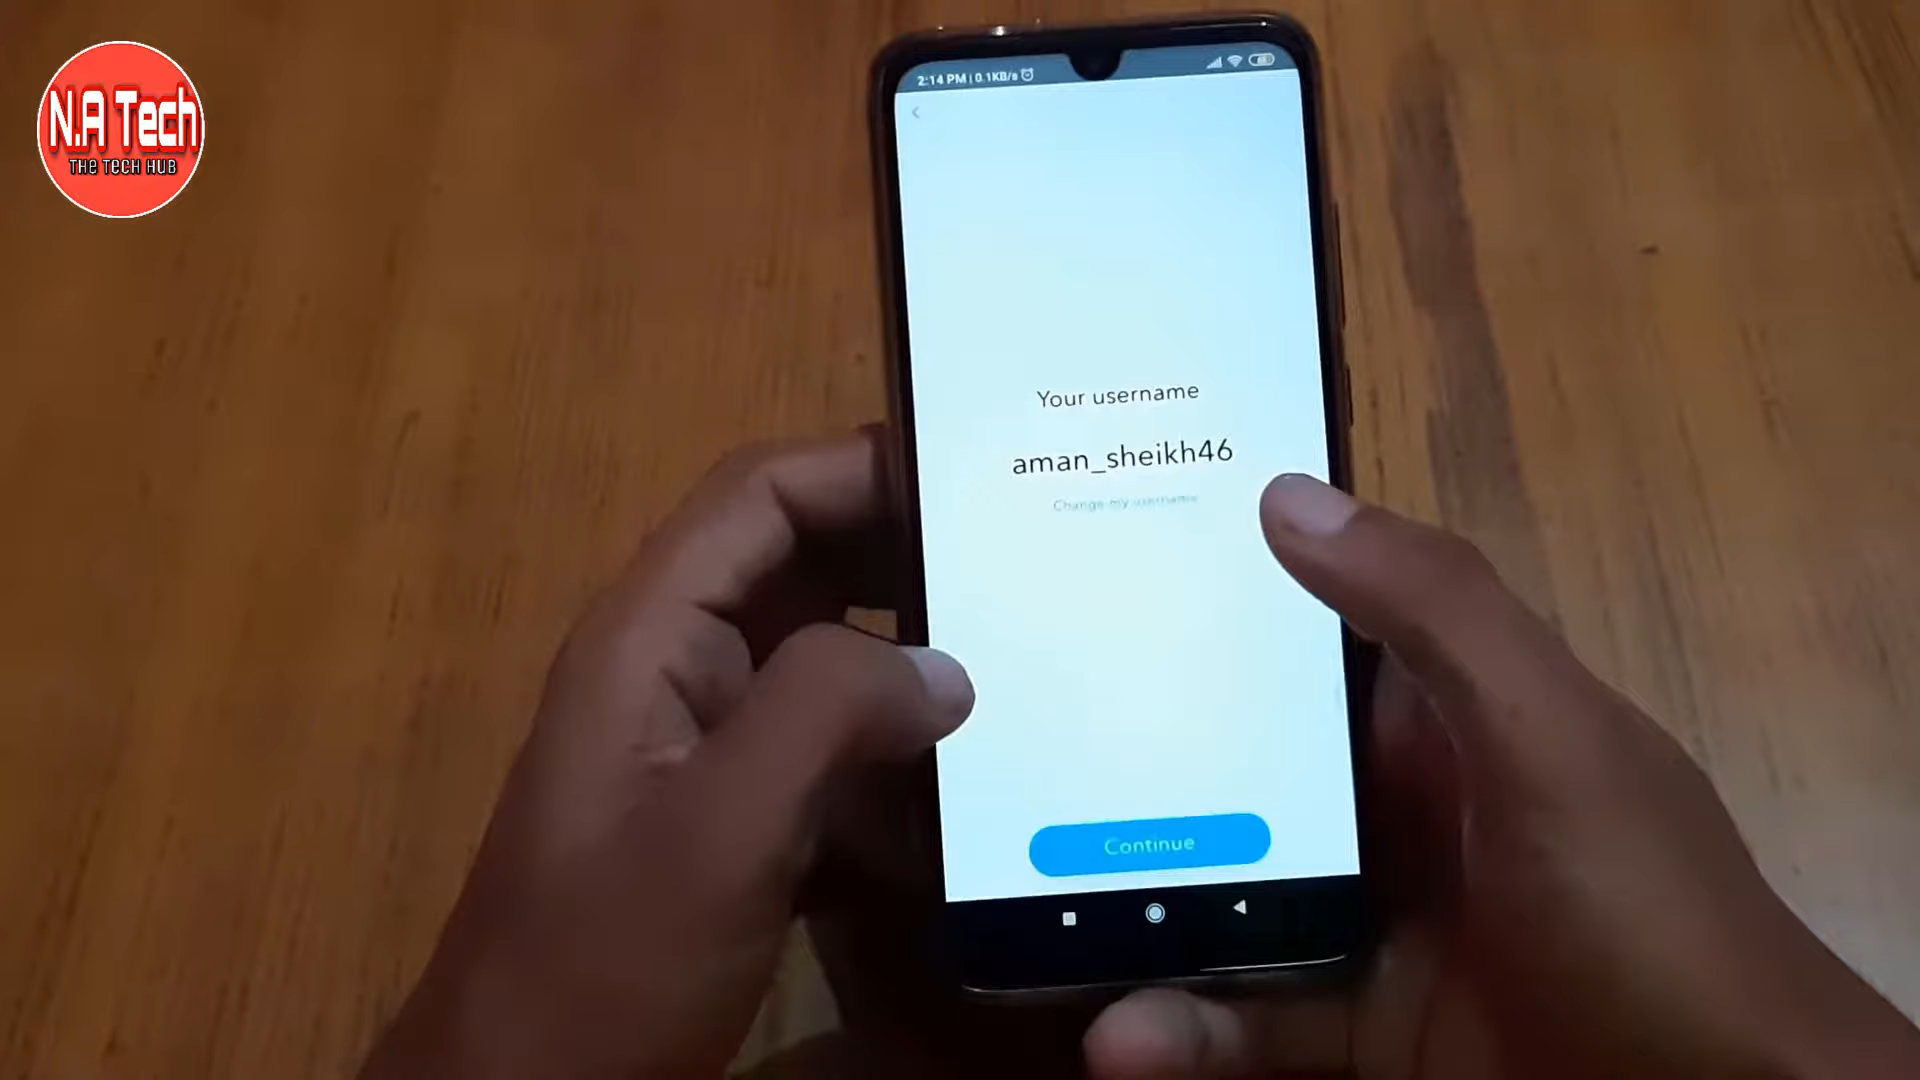 N.A Tech
THE TECH HUB
2:14 PM | 0.1KB/s
Your username
aman_sheikh46
Change my username
Continue